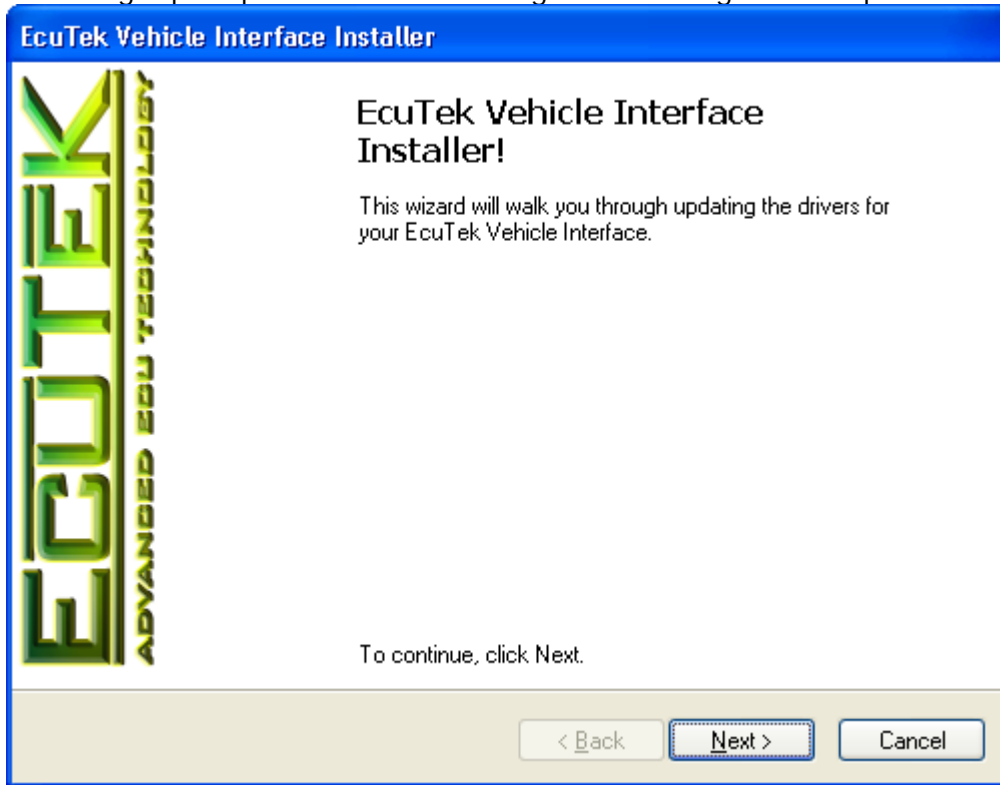 EcuTek Vehicle Interface Installer
ECUTEK
ADVANCED ECU TECHNOLOGY
EcuTek Vehicle Interface
Installer!
This wizard will walk you through updating the drivers for
your EcuTek Vehicle Interface.
To continue, click Next.
< Back
Next >
Cancel